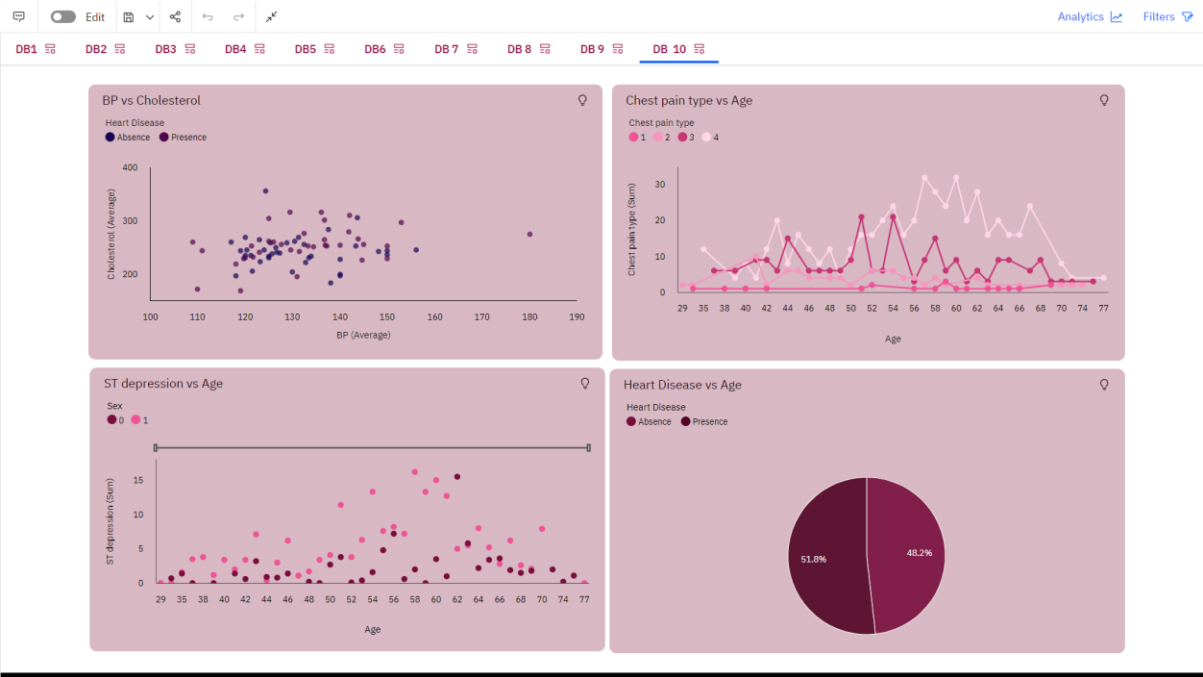 Edit
Analytics
Filters
DB1 DB2 DB3 DB4 DB5 DB6 DB 7 DB 8 DB 9 DB 10
BP vs Cholesterol
Heart Disease
Absence Presence
Cholesterol (Average)
400
300
200
100 110 120 130 140 150 160 170 180 190
BP (Average)
Chest pain type vs Age
Chest pain type
1 2 3 4
Chest pain type (Sum)
30
20
10
0
29 35 38 40 42 44 46 48 50 52 54 56 58 60 62 64 66 68 70 74 77
Age
ST depression vs Age
Sex
0 1
ST depression (Sum)
15
10
5
0
29 35 38 40 42 44 46 48 50 52 54 56 58 60 62 64 66 68 70 74 77
Age
Heart Disease vs Age
Heart Disease
Absence Presence
51.8% 48.2%